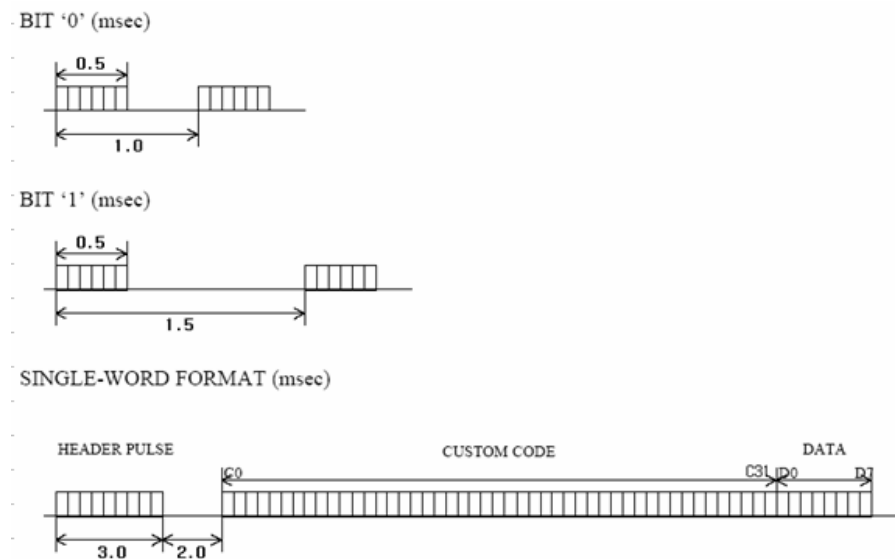 BIT ‘0’ (msec)
0.5
1.0
BIT ‘1’ (msec)
0.5
1.5
SINGLE-WORD FORMAT (msec)
HEADER PULSE CUSTOM CODE DATA
C0 C31 D0 D7
3.0 2.0